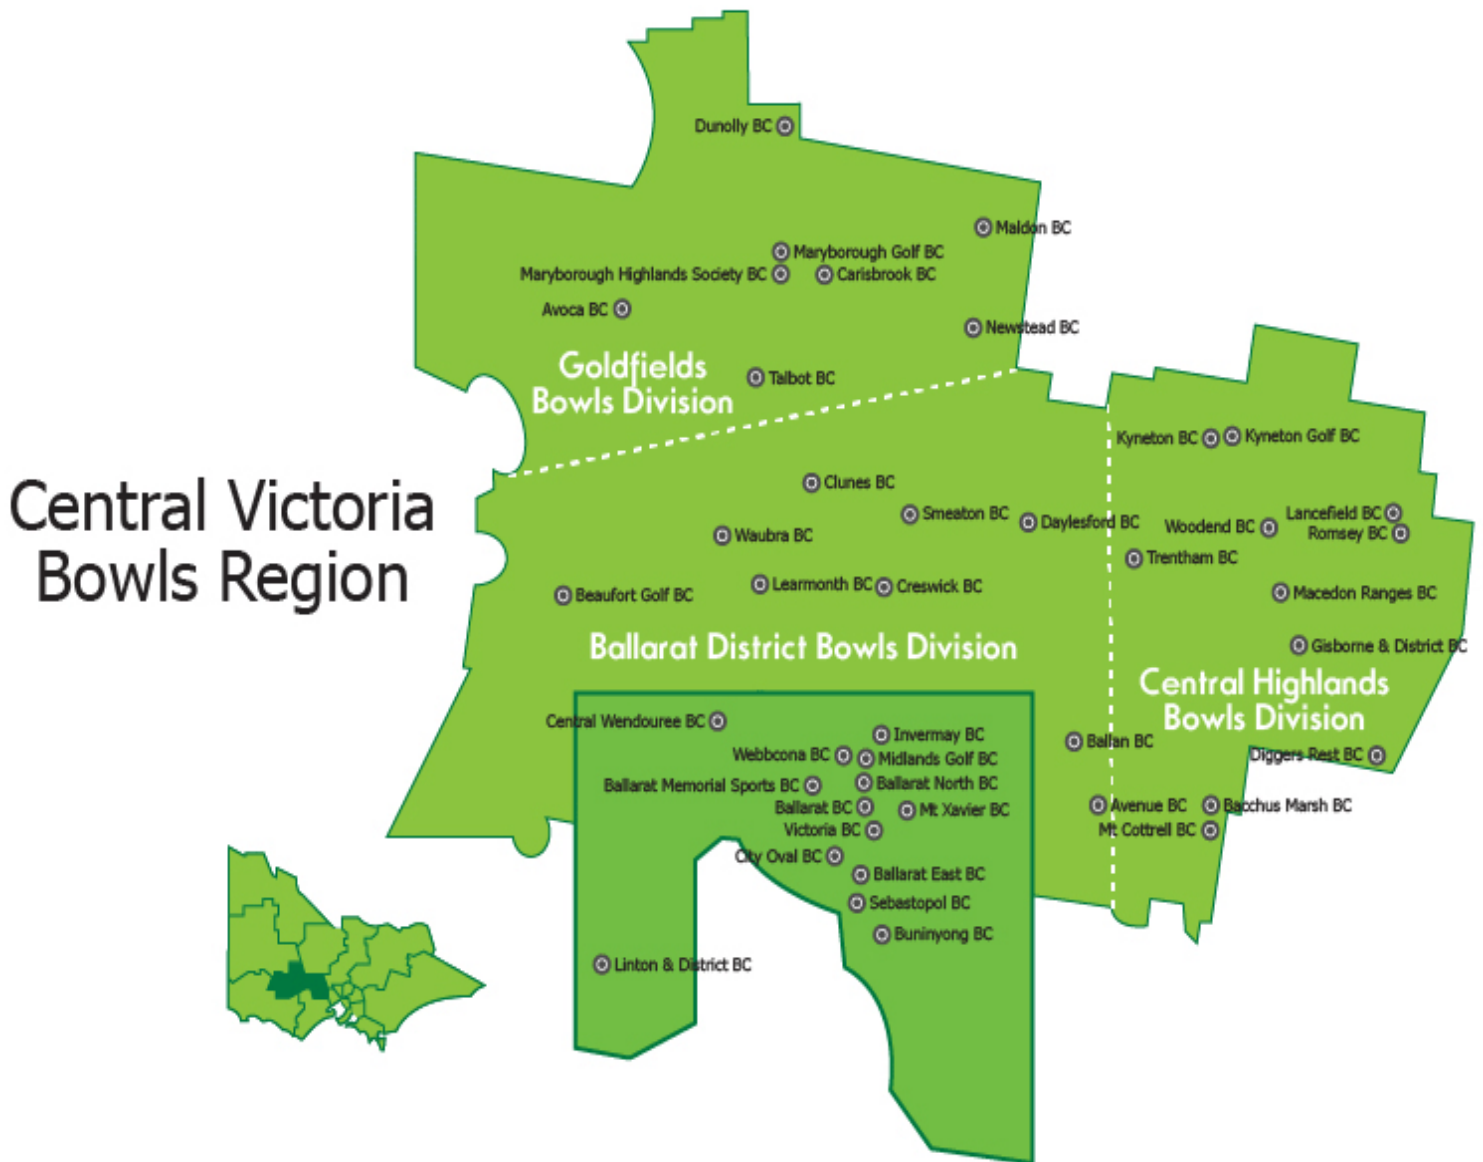 Dunolly BC
Maldon BC
Maryborough Golf BC
Maryborough Highlands Society BC
Carisbrook BC
Avoca BC
Newstead BC
Goldfields
Bowls Division
Talbot BC
Kyneton BC
Kyneton Golf BC
Central Victoria
Bowls Region
Clunes BC
Smeaton BC
Daylesford BC
Woodend BC
Lancefield BC
Romsey BC
Waubra BC
Trentham BC
Learmonth BC
Creswick BC
Beaufort Golf BC
Macedon Ranges BC
Ballarat District Bowls Division
Gisborne & District BC
Central Highlands
Bowls Division
Central Wendouree BC
Invermay BC
Ballan BC
Webbcona BC
Midlands Golf BC
Diggers Rest BC
Ballarat Memorial Sports BC
Ballarat North BC
Ballarat BC
Mt Xavier BC
Avenue BC
Bacchus Marsh BC
Victoria BC
Mt Cottrell BC
City Oval BC
Ballarat East BC
Sebastopol BC
Buninyong BC
Linton & District BC